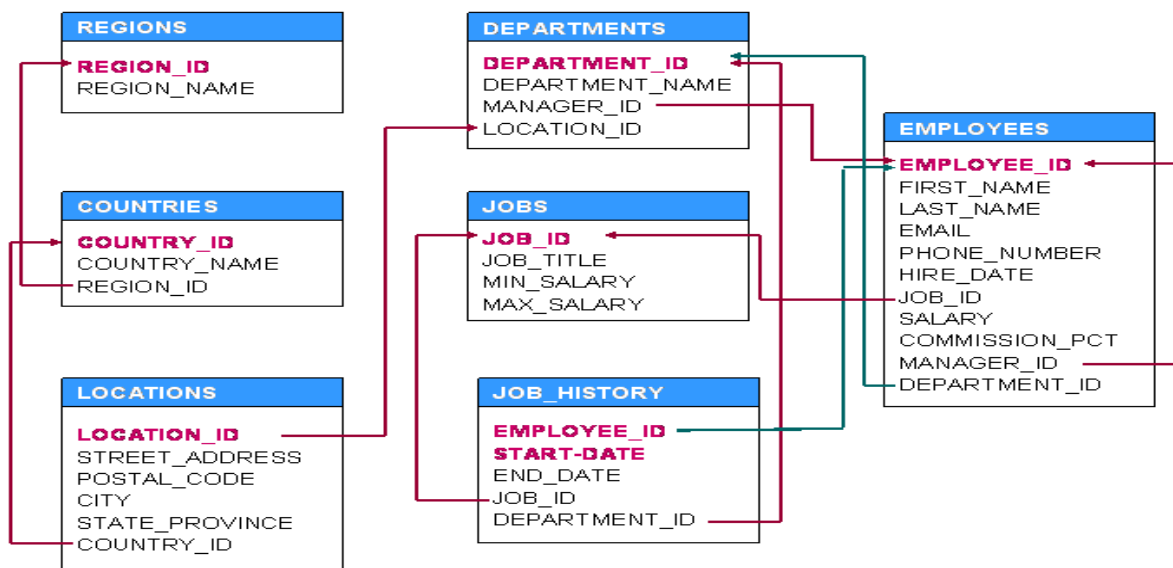 REGIONS
REGION_ID
REGION_NAME
COUNTRIES
COUNTRY_ID
COUNTRY_NAME
REGION_ID
LOCATIONS
LOCATION_ID
STREET_ADDRESS
POSTAL_CODE
CITY
STATE_PROVINCE
COUNTRY_ID
DEPARTMENTS
DEPARTMENT_ID
DEPARTMENT_NAME
MANAGER_ID
LOCATION_ID
JOBS
JOB_ID
JOB_TITLE
MIN_SALARY
MAX_SALARY
JOB_HISTORY
EMPLOYEE_ID
START-DATE
END_DATE
JOB_ID
DEPARTMENT_ID
EMPLOYEES
EMPLOYEE_ID
FIRST_NAME
LAST_NAME
EMAIL
PHONE_NUMBER
HIRE_DATE
JOB_ID
SALARY
COMMISSION_PCT
MANAGER_ID
DEPARTMENT_ID